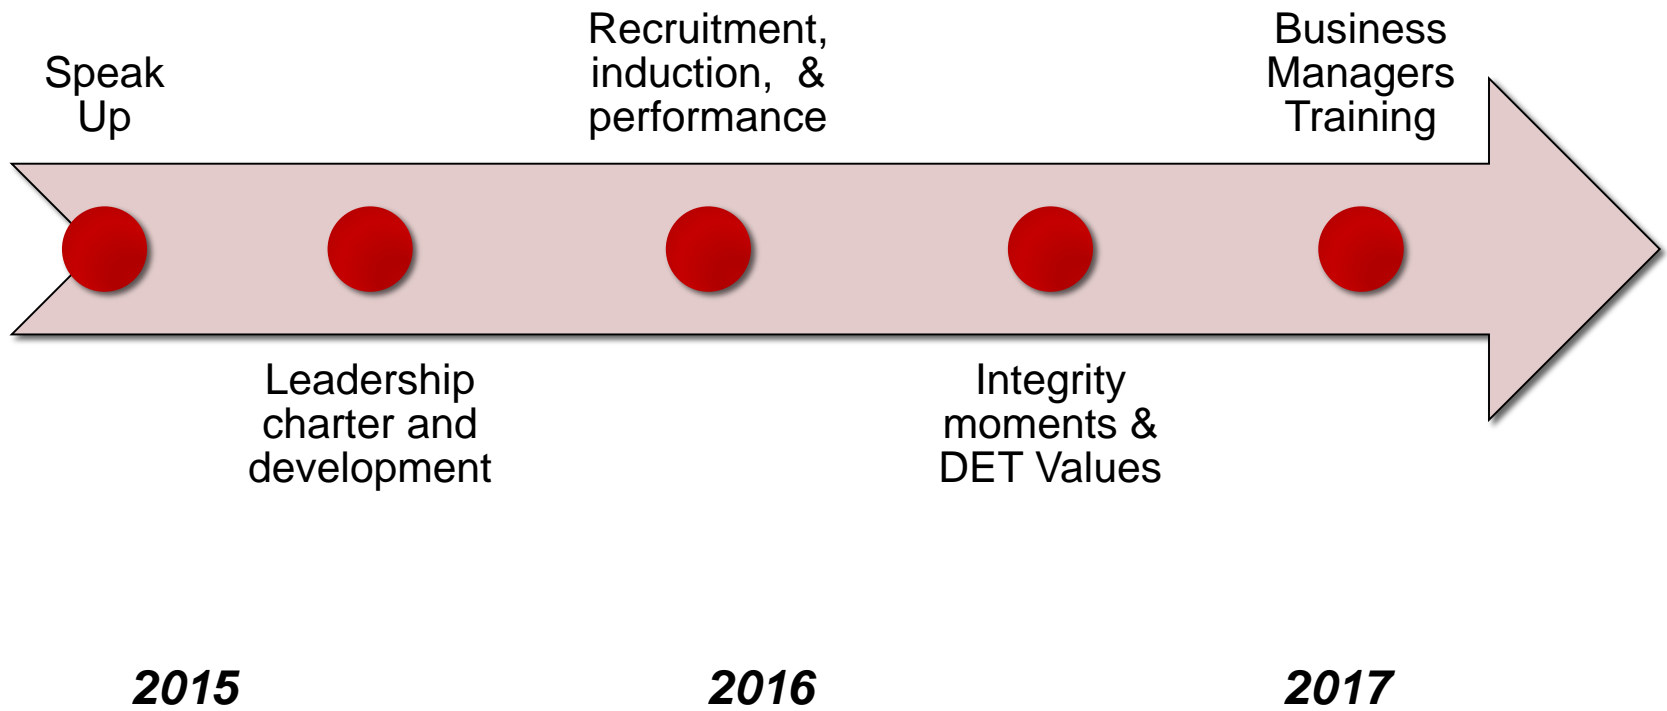 Speak
Up
Recruitment,
induction,  &
performance
Business
Managers
Training
Leadership
charter and
development
Integrity
moments &
DET Values
2015
2016
2017